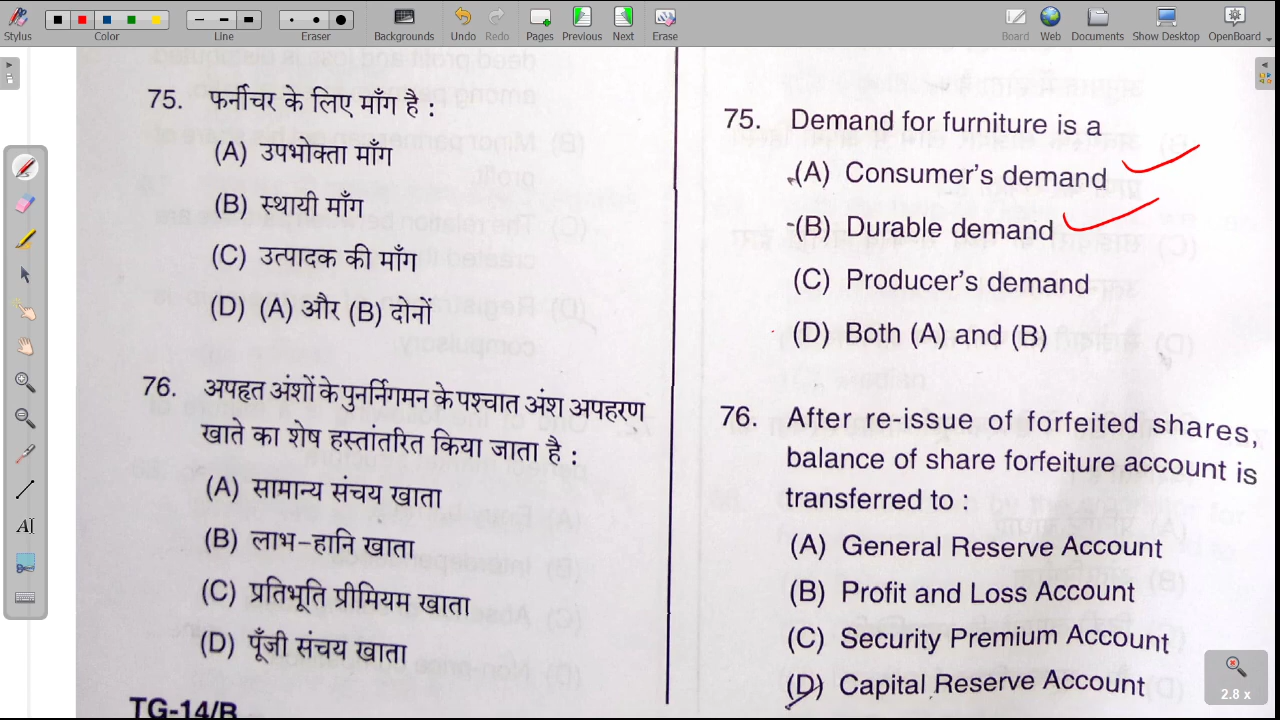 Stylus
Color
Line
Eraser
Backgrounds
Undo
Redo
Pages
Previous
Next
Erase
Board
Web
Documents
Show Desktop
OpenBoard
75. फर्नीचर के लिए माँग है :
(A) उपभोक्ता माँग
(B) स्थायी माँग
(C) उत्पादक की माँग
(D) (A) और (B) दोनों
76. अपहृत अंशों के पुनर्निगमन के पश्चात अंश अपहरण
खाते का शेष हस्तांतरित किया जाता है :
(A) सामान्य संचय खाता
(B) लाभ-हानि खाता
(C) प्रतिभूति प्रीमियम खाता
(D) पूँजी संचय खाता
TG-14/B
75. Demand for furniture is a
(A) Consumer's demand
(B) Durable demand
(C) Producer's demand
(D) Both (A) and (B)
76. After re-issue of forfeited shares,
balance of share forfeiture account is
transferred to :
(A) General Reserve Account
(B) Profit and Loss Account
(C) Security Premium Account
(D) Capital Reserve Account
AI
2.8 x